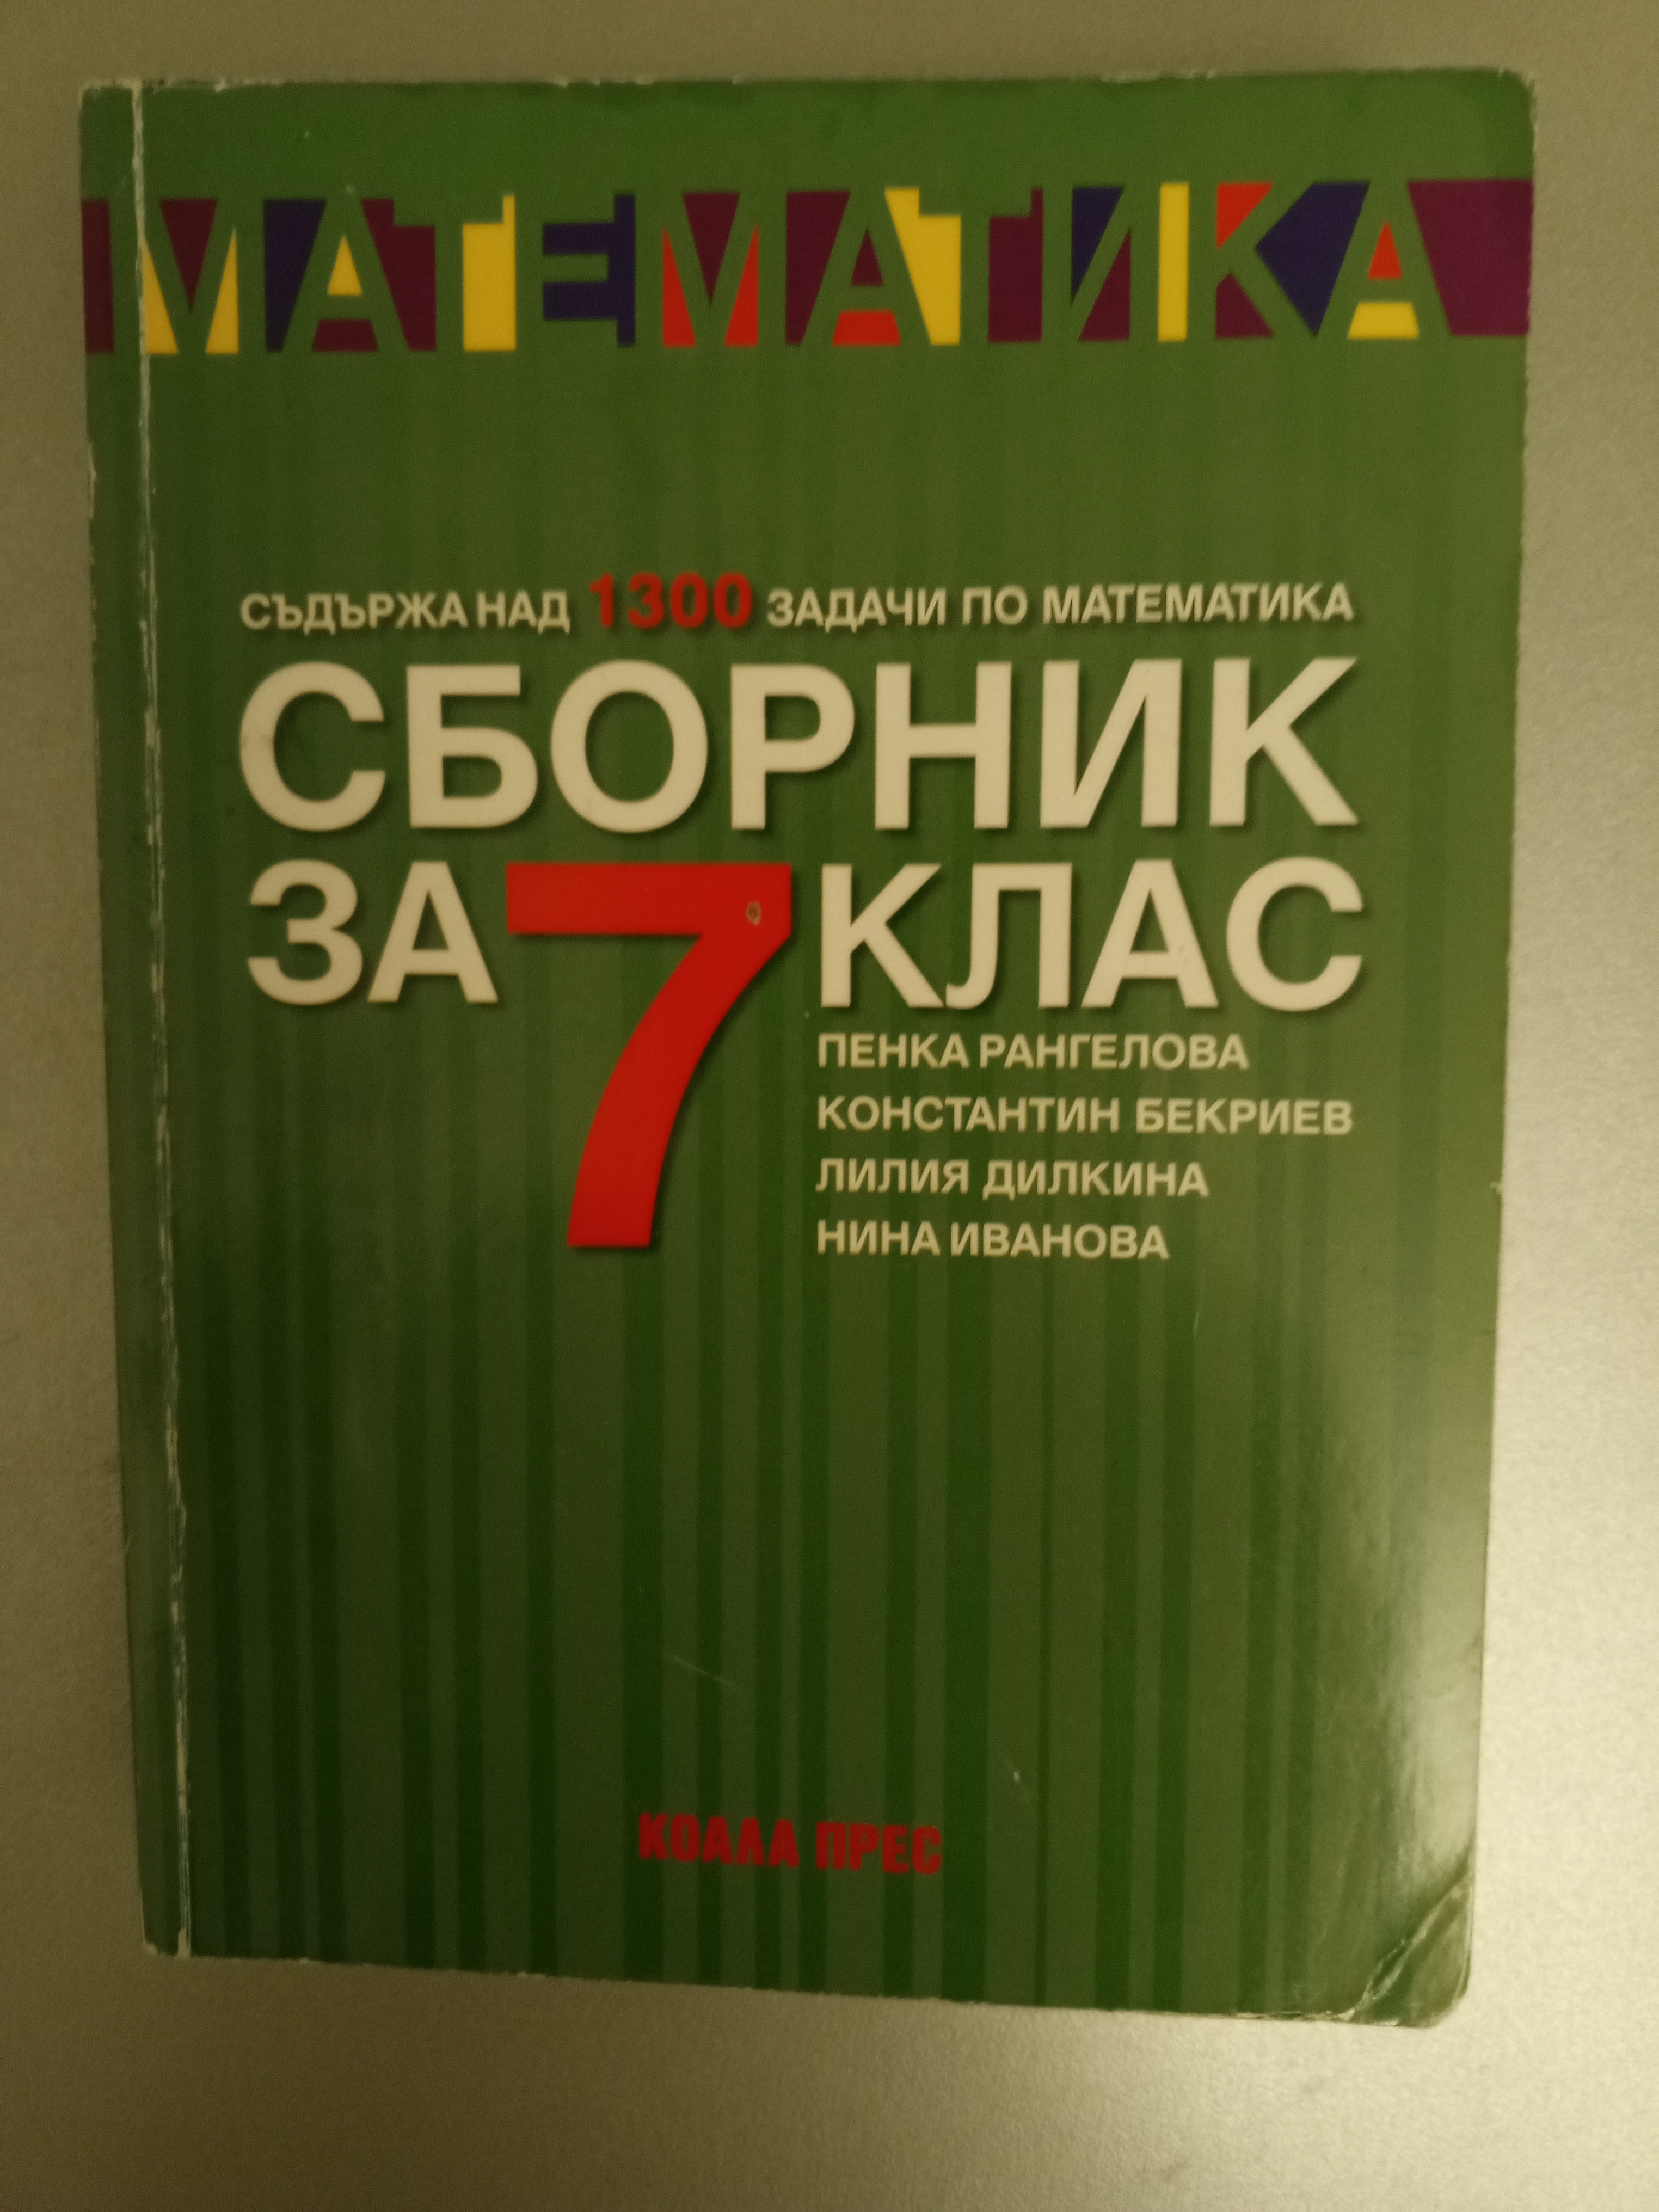 МАТЕМАТИКА
СЪДЪРЖА НАД 1300 ЗАДАЧИ ПО МАТЕМАТИКА
СБОРНИК
ЗА 7 КЛАС
ПЕНКА РАНГЕЛОВА
КОНСТАНТИН БЕКРИЕВ
ЛИЛИЯ ДИЛКИНА
НИНА ИВАНОВА
КОАЛА ПРЕС